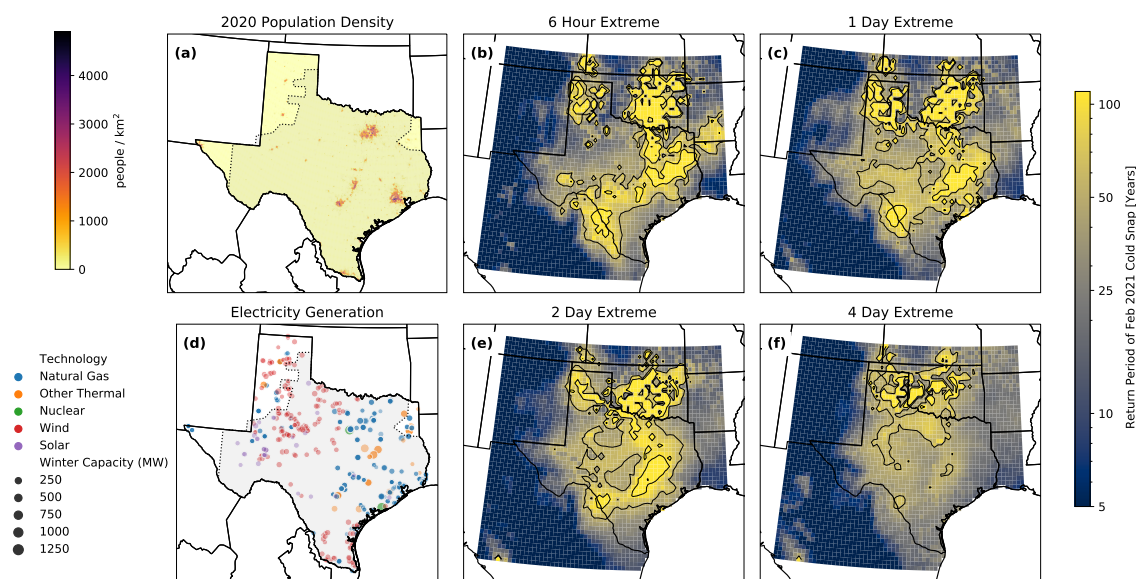 2020 Population Density
6 Hour Extreme
1 Day Extreme
(a)
(b)
(c)
4000
3000
2000
1000
0
people / km²
100
50
25
10
5
Return Period of Feb 2021 Cold Snap [Years]
Electricity Generation
2 Day Extreme
4 Day Extreme
(d)
(e)
(f)
Technology
Natural Gas
Other Thermal
Nuclear
Wind
Solar
Winter Capacity (MW)
250
500
750
1000
1250